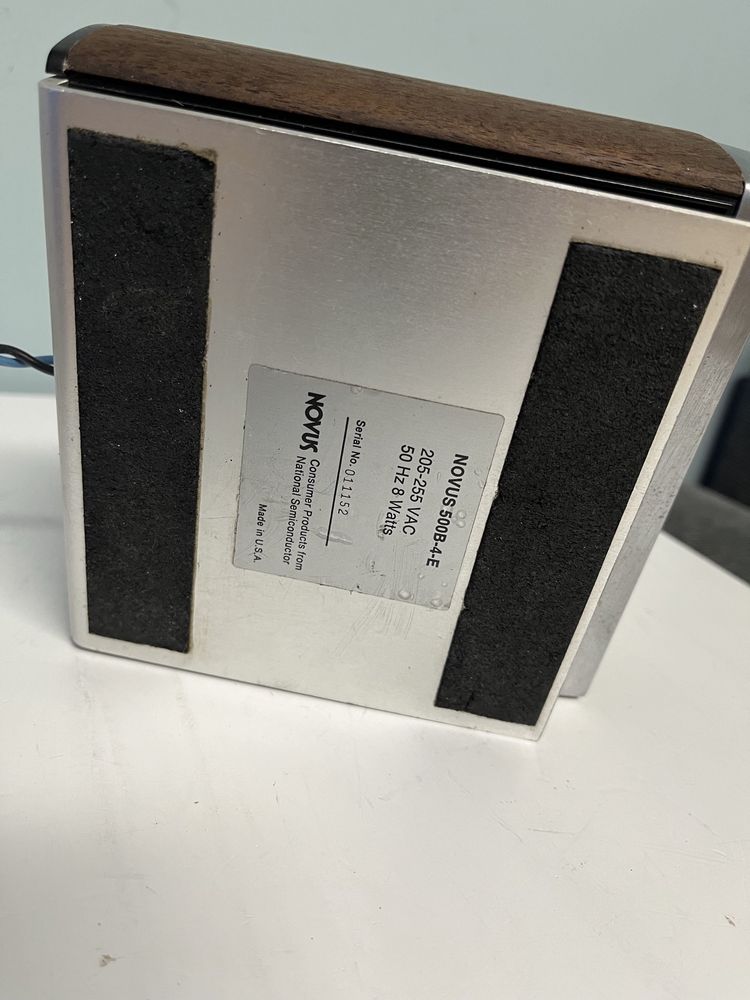 NOVUS 500B-4-E
205-255 VAC
50 Hz 8 Watts
Serial No. 011152
NOVUS Consumer Products from
National Semiconductor
Made in U.S.A.